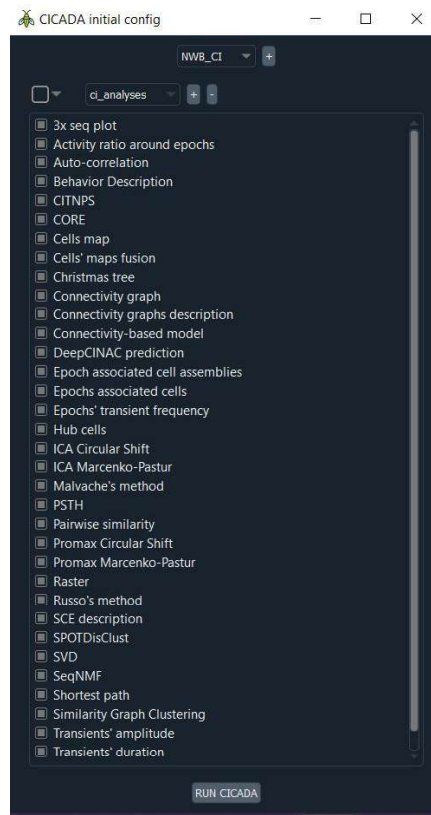 CICADA initial config
NWB_CI +
ci_analyses + -
3x seq plot
Activity ratio around epochs
Auto-correlation
Behavior Description
CITNPS
CORE
Cells map
Cells' maps fusion
Christmas tree
Connectivity graph
Connectivity graphs description
Connectivity-based model
DeepCINAC prediction
Epoch associated cell assemblies
Epochs associated cells
Epochs' transient frequency
Hub cells
ICA Circular Shift
ICA Marcenko-Pastur
Malvache's method
PSTH
Pairwise similarity
Promax Circular Shift
Promax Marcenko-Pastur
Raster
Russo's method
SCE description
SPOTDisClust
SVD
SeqNMF
Shortest path
Similarity Graph Clustering
Transients' amplitude
Transients' duration
RUN CICADA